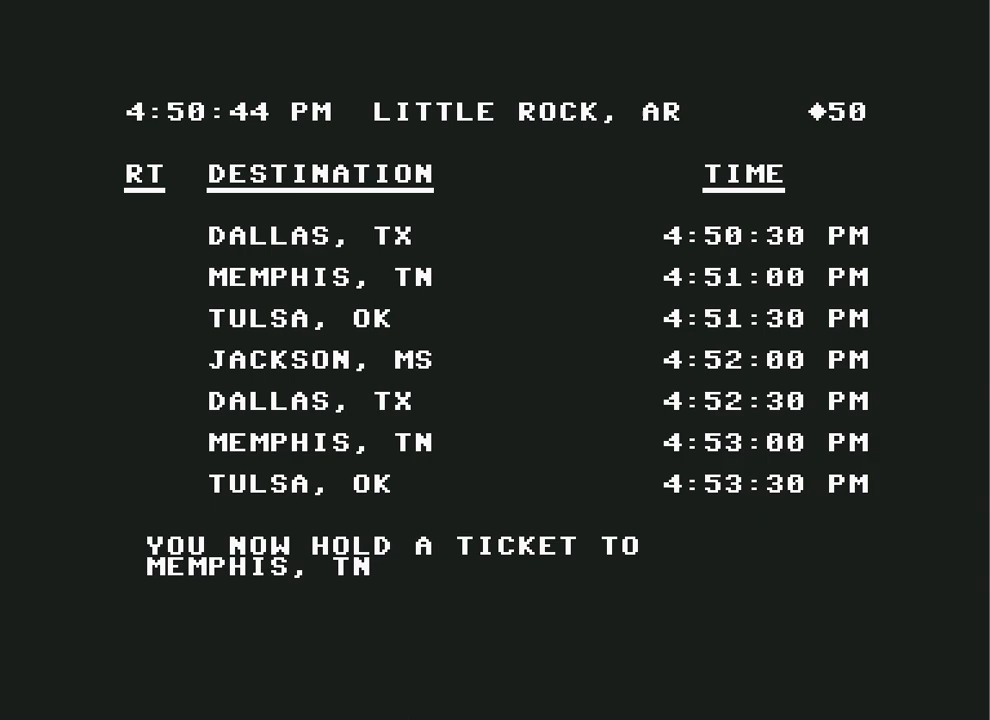 4:50:44 PM LITTLE ROCK, AR ♦50
RT DESTINATION TIME
DALLAS, TX 4:50:30 PM
MEMPHIS, TN 4:51:00 PM
TULSA, OK 4:51:30 PM
JACKSON, MS 4:52:00 PM
DALLAS, TX 4:52:30 PM
MEMPHIS, TN 4:53:00 PM
TULSA, OK 4:53:30 PM
YOU NOW HOLD A TICKET TO
MEMPHIS, TN